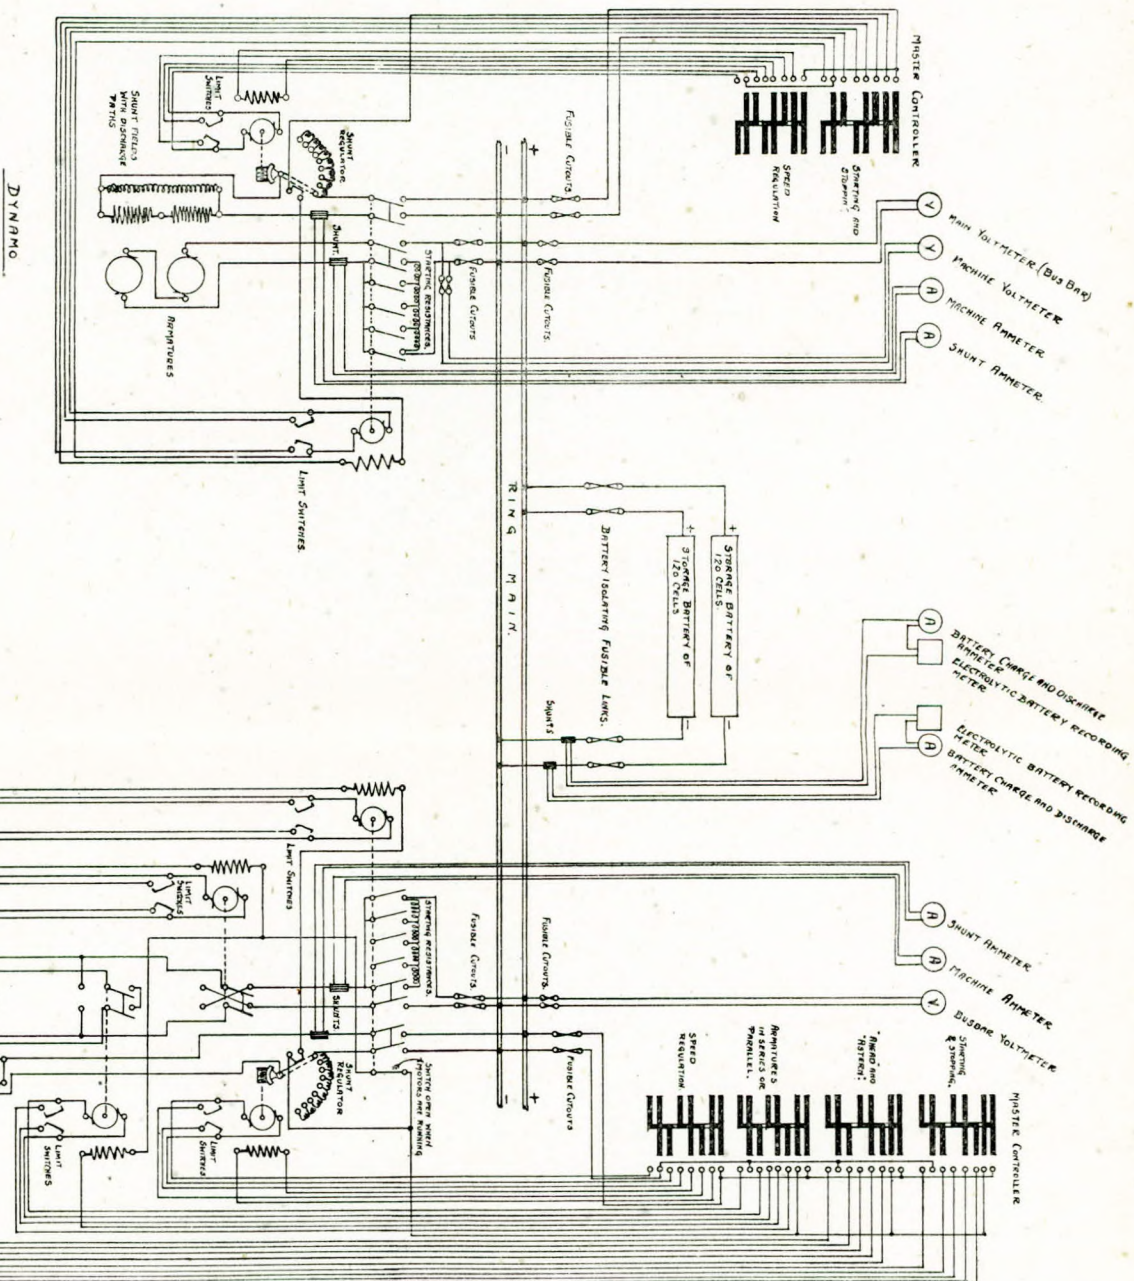 MASTER CONTROLLER
LIMIT
SWITCHES
FUSIBLE CUTOUTS.
SHUNT FIELDS
WITH DISCHARGE
PATHS
SHUNT
REGULATOR
SPEED
REGULATION
STARTING AND
STOPPING
DYNAMO
MAIN VOLTMETER (BUS BAR)
MACHINE VOLTMETER
MACHINE AMMETER
SHUNT AMMETER.
V
V
A
A
SHUNT.
STARTING RESISTANCES.
FUSIBLE CUTOUTS
FUSIBLE CUTOUTS.
ARMATURES
- +
LIMIT SWITCHES.
RING MAIN.
BATTERY ISOLATING FUSIBLE LINKS.
+
STORAGE BATTERY OF
120 CELLS
-
+
STORAGE BATTERY OF
120 CELLS.
-
SHUNTS
A
BATTERY CHARGE AND DISCHARGE
AMMETER
ELECTROLYTIC BATTERY RECORDING
METER
ELECTROLYTIC BATTERY RECORDING
METER
A
BATTERY CHARGE AND DISCHARGE
AMMETER
LIMIT SWITCHES
LIMIT
SWITCHES
STARTING RESISTANCES.
FUSIBLE CUTOUTS.
FUSIBLE CUTOUTS.
A
SHUNT AMMETER
A
MACHINE AMMETER
V
BUSBAR VOLTMETER
SHUNTS
SHUNT
REGULATOR
SWITCH OPEN WHEN
MOTORS ARE RUNNING
- +
FUSIBLE CUTOUTS
SPEED
REGULATION.
ARMATURES
IN SERIES OR
PARALLEL.
"AHEAD" AND
"ASTERN".
STARTING
& STOPPING.
MASTER CONTROLLER
LIMIT
SWITCHES
LIMIT
SWITCHES